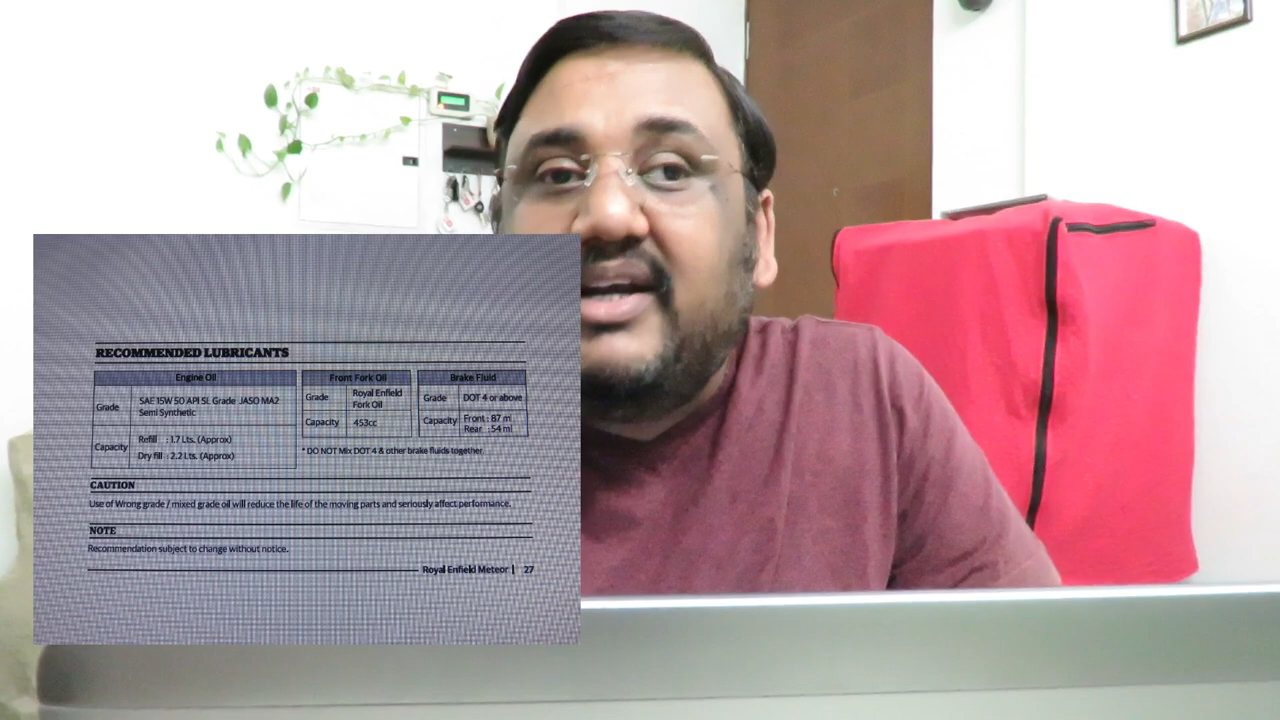 RECOMMENDED LUBRICANTS
Engine Oil
Grade
SAE 15W 50 API SL Grade JASO MA2
Semi Synthetic
Capacity
Refill : 1.7 Lts. (Approx)
Dry fill : 2.2 Lts. (Approx)
Front Fork Oil
Grade
Royal Enfield
Fork Oil
Capacity
453cc
Brake Fluid
Grade
DOT 4 or above
Capacity
Front : 87 ml
Rear : 54 ml
* DO NOT Mix DOT 4 & other brake fluids together.
CAUTION
Use of Wrong grade / mixed grade oil will reduce the life of the moving parts and seriously affect performance.
NOTE
Recommendation subject to change without notice.
Royal Enfield Meteor | 27